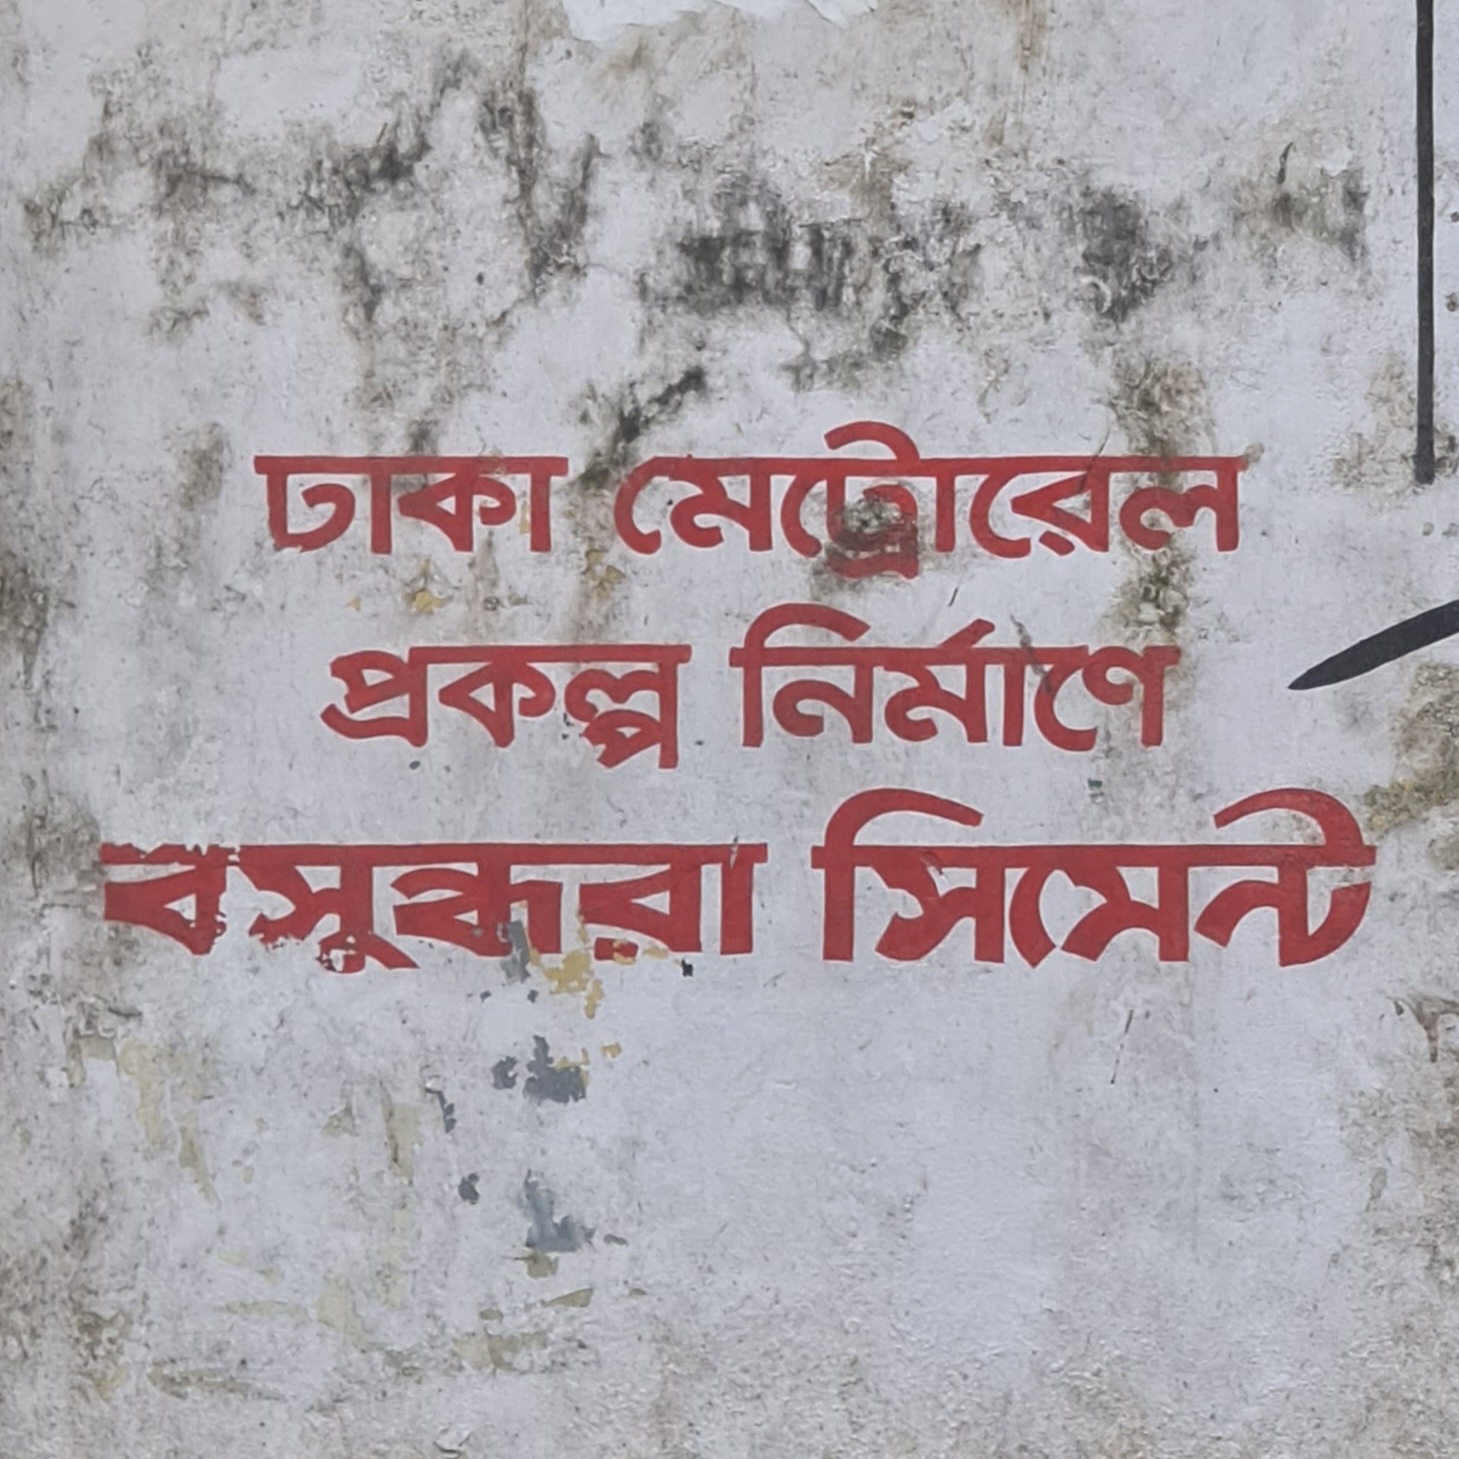 ঢাকা মেট্রোরেল
প্রকল্প নির্মাণে
বসুন্ধরা সিমেন্ট